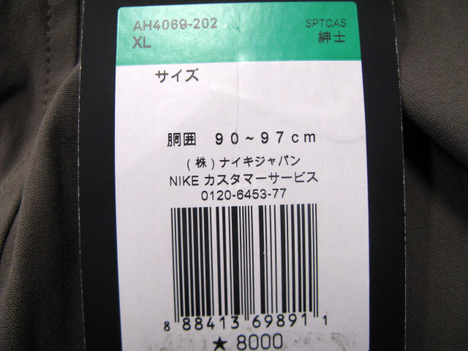 AH4069-202 SPTCAS
XL 紳士
サイズ
胴囲 90~97cm
(株)ナイキジャパン
NIKE カスタマーサービス
0120-6453-77
8 88413 69891 1
★ 8000